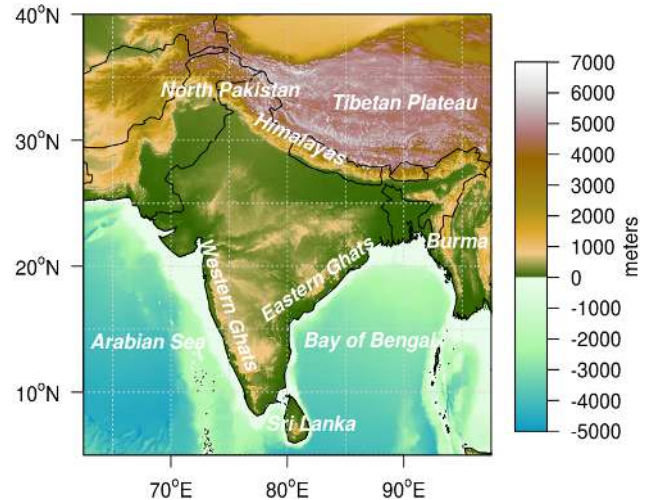 40°N
30°N
20°N
10°N
70°E
80°E
90°E
North Pakistan
Tibetan Plateau
Himalayas
Burma
Western Ghats
Eastern Ghats
Arabian Sea
Bay of Bengal
Sri Lanka
7000
6000
5000
4000
3000
2000
1000
0
-1000
-2000
-3000
-4000
-5000
meters